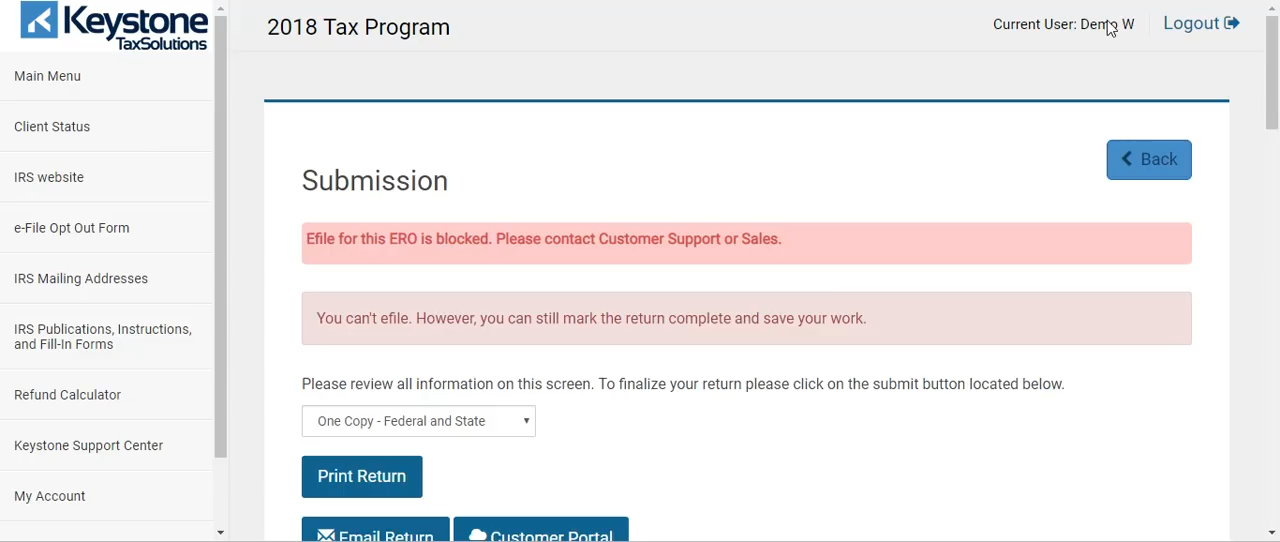 Keystone
TaxSolutions
2018 Tax Program
Current User: Demo W
Logout
Main Menu
Client Status
IRS website
e-File Opt Out Form
IRS Mailing Addresses
IRS Publications, Instructions,
and Fill-In Forms
Refund Calculator
Keystone Support Center
My Account
Back
Submission
Efile for this ERO is blocked. Please contact Customer Support or Sales.
You can't efile. However, you can still mark the return complete and save your work.
Please review all information on this screen. To finalize your return please click on the submit button located below.
One Copy - Federal and State
Print Return
Email Return
Customer Portal